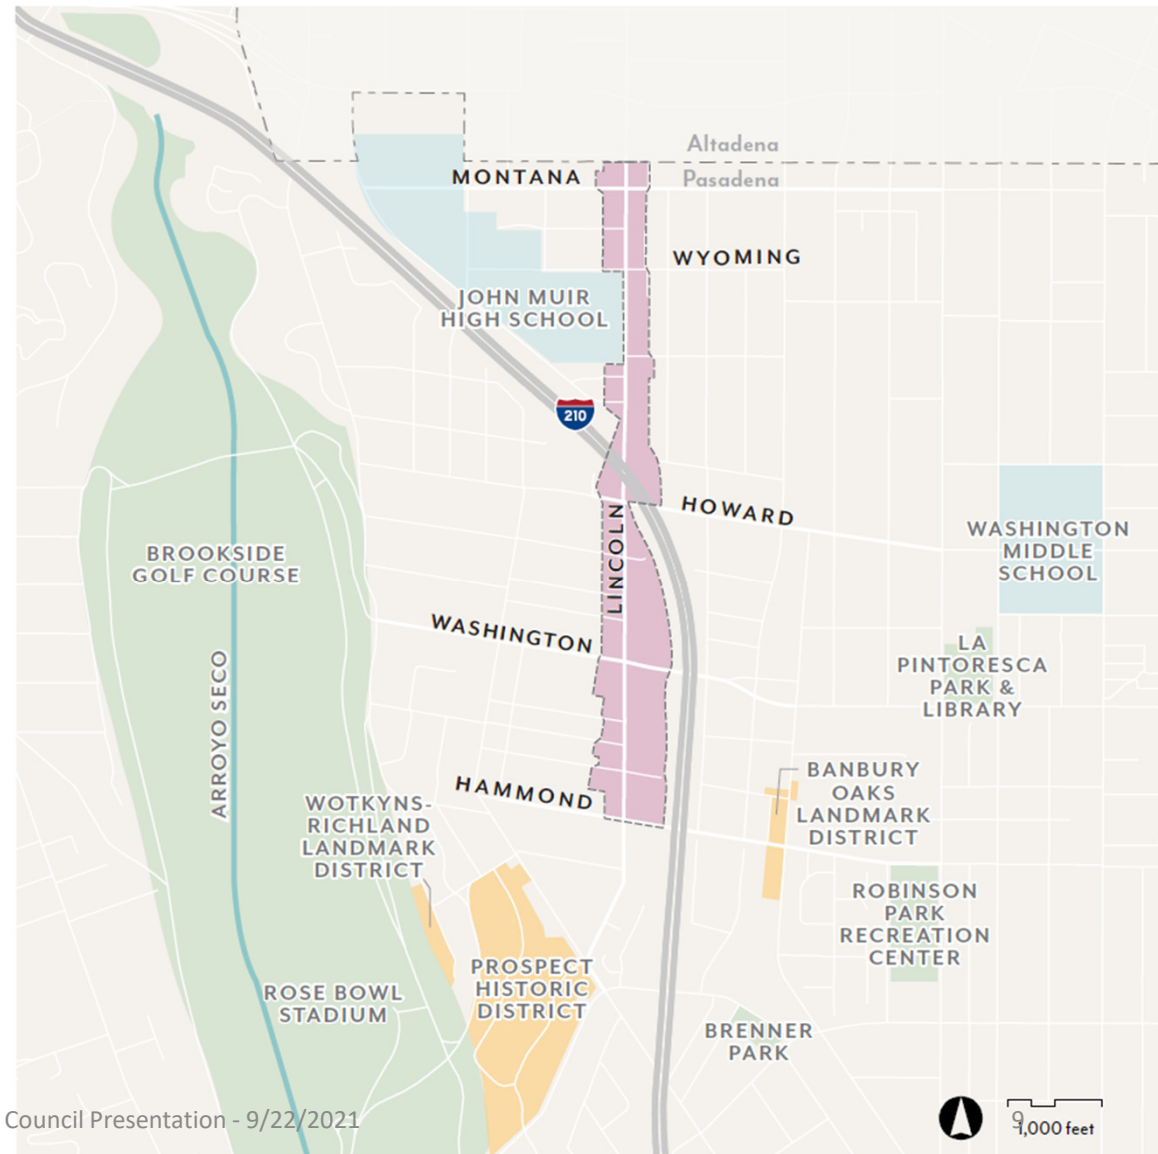 Altadena
MONTANA
Pasadena
WYOMING
JOHN MUIR
HIGH SCHOOL
210
HOWARD
LINCOLN
WASHINGTON
MIDDLE
SCHOOL
BROOKSIDE
GOLF COURSE
WASHINGTON
LA
PINTORESCA
PARK &
LIBRARY
ARROYO SECO
HAMMOND
BANBURY
OAKS
LANDMARK
DISTRICT
WOTKYNS-
RICHLAND
LANDMARK
DISTRICT
ROBINSON
PARK
RECREATION
CENTER
PROSPECT
HISTORIC
DISTRICT
ROSE BOWL
STADIUM
BRENNER
PARK
Council Presentation - 9/22/2021
9
1,000 feet